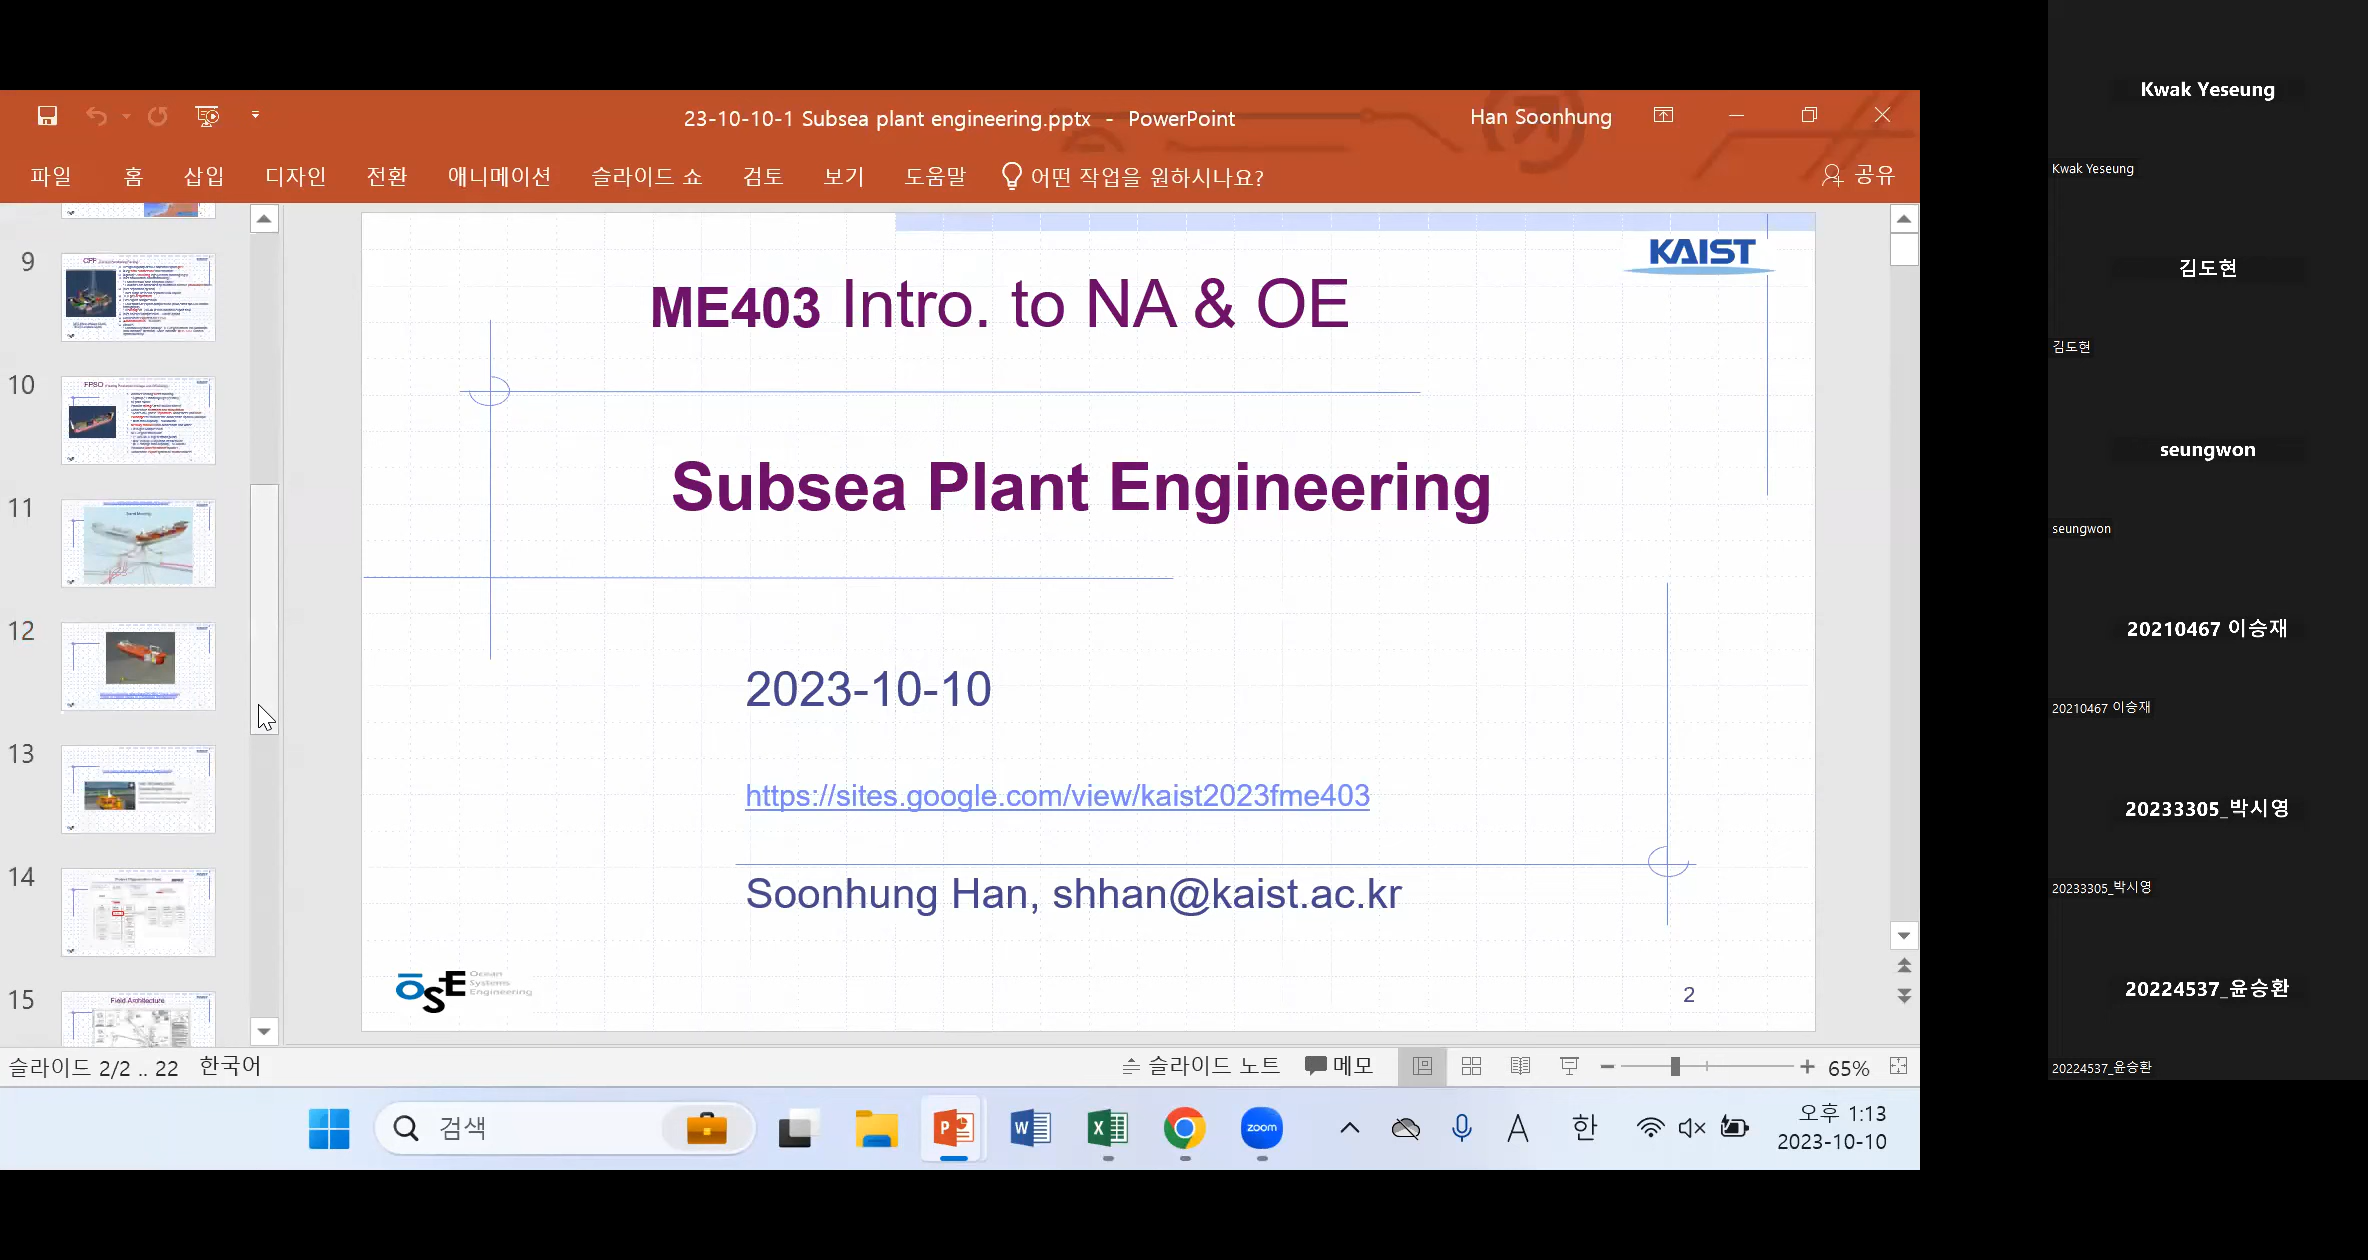 23-10-10-1 Subsea plant engineering.pptx - PowerPoint
Han Soonhung
파일 홈 삽입 디자인 전환 애니메이션 슬라이드 쇼 검토 보기 도움말 어떤 작업을 원하시나요? 공유
9
CPF
10
FPSO
11
12
13
14
15
Field Architecture
KAIST
ME403 Intro. to NA & OE
Subsea Plant Engineering
2023-10-10
https://sites.google.com/view/kaist2023fme403
Soonhung Han, shhan@kaist.ac.kr
OSE Ocean
Systems
Engineering
2
슬라이드 2/2 .. 22 한국어
슬라이드 노트 메모 65%
검색
zoom
A 한
오후 1:13
2023-10-10
Kwak Yeseung
Kwak Yeseung
김도현
김도현
seungwon
seungwon
20210467 이승재
20210467 이승재
20233305_박시영
20233305_박시영
20224537_윤승환
20224537_윤승환